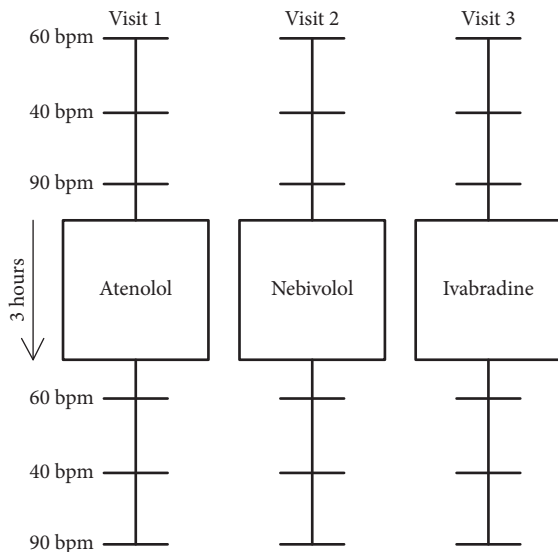 Visit 1
Visit 2
Visit 3
60 bpm
40 bpm
90 bpm
3 hours
Atenolol
Nebivolol
Ivabradine
60 bpm
40 bpm
90 bpm